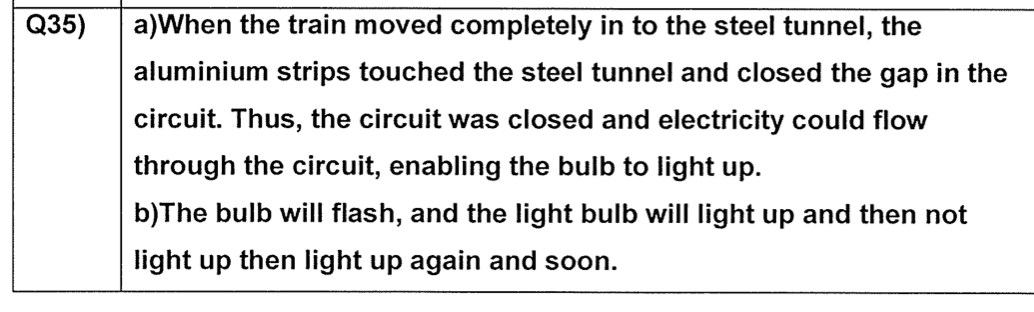 Q35) a)When the train moved completely in to the steel tunnel, the
aluminium strips touched the steel tunnel and closed the gap in the
circuit. Thus, the circuit was closed and electricity could flow
through the circuit, enabling the bulb to light up.
b)The bulb will flash, and the light bulb will light up and then not
light up then light up again and soon.